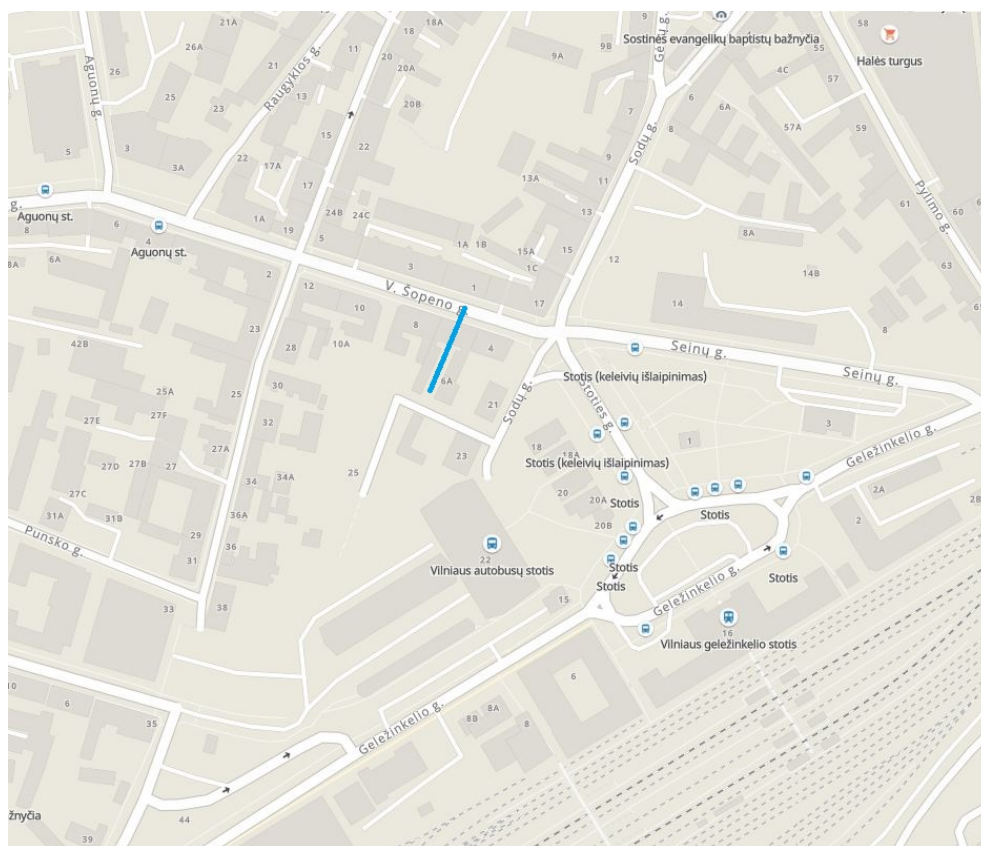 Sostinės evangelikų baptistų bažnyčia
Halės turgus
Aguonų g.
Raugyklos g.
Gėlių g.
Sodų g.
Pylimo g.
g.
Aguonų st.
Aguonų st.
V. Šopeno g.
Seinų g.
Seinų g.
Stotis (keleivių išlaipinimas)
Stoties g.
Sodų g.
Stotis (keleivių išlaipinimas)
Geležinkelio g.
Stotis
Stotis
Stotis
Stotis
Stotis
Punsko g.
Vilniaus autobusų stotis
Geležinkelio g.
Vilniaus geležinkelio stotis
Geležinkelio g.
žnyčia
21A
26A
26
25
23
21
11
13
15
17
18A
18
20A
20
20B
22
9A
9B
7
9
11
13
15
6
6A
4C
55
57
57A
58
59
61
60
63
5
3
3A
22
17A
1A
19
24B
24C
5
3
1A
1B
15A
1C
1
17
12
8A
14B
14
8
8
6
4
6A
8A
2
12
10
10A
8
4
6A
21
23
42B
28
30
32
25A
27F
27E
27A
27D
27B
27
27C
31A
31B
34
34A
36A
29
36
31
33
38
25
18
18A
20
20A
20B
1
3
2A
2
2B
22
15
16
6
8A
8B
8
10
6
35
44
39